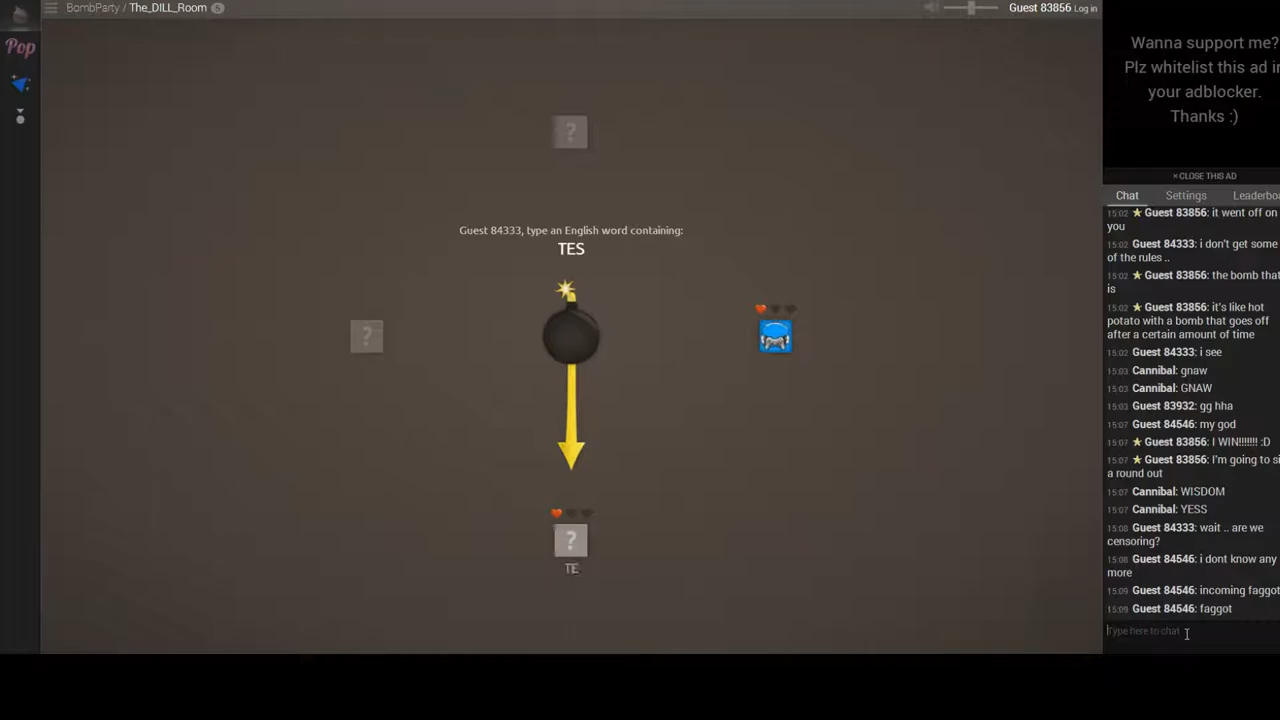 BombParty / The_DILL_Room 5
Guest 83856 Log in
Pop
Wanna support me?
Plz whitelist this ad in
your adblocker.
Thanks :)
× CLOSE THIS AD
Chat Settings Leaderbo
?
Guest 84333, type an English word containing:
TES
?
?
TE
15:02 ★ Guest 83856: it went off on
you
15:02 Guest 84333: i don't get some
of the rules ..
15:02 ★ Guest 83856: the bomb that
is
15:02 ★ Guest 83856: it's like hot
potato with a bomb that goes off
after a certain amount of time
15:02 Guest 84333: i see
15:03 Cannibal: gnaw
15:03 Cannibal: GNAW
15:03 Guest 83932: gg hha
15:07 Guest 84546: my god
15:07 ★ Guest 83856: I WIN!!!!!!! :D
15:07 ★ Guest 83856: I'm going to si
a round out
15:07 Cannibal: WISDOM
15:07 Cannibal: YESS
15:08 Guest 84333: wait .. are we
censoring?
15:08 Guest 84546: i dont know any
more
15:09 Guest 84546: incoming faggot
15:09 Guest 84546: faggot
Type here to chat